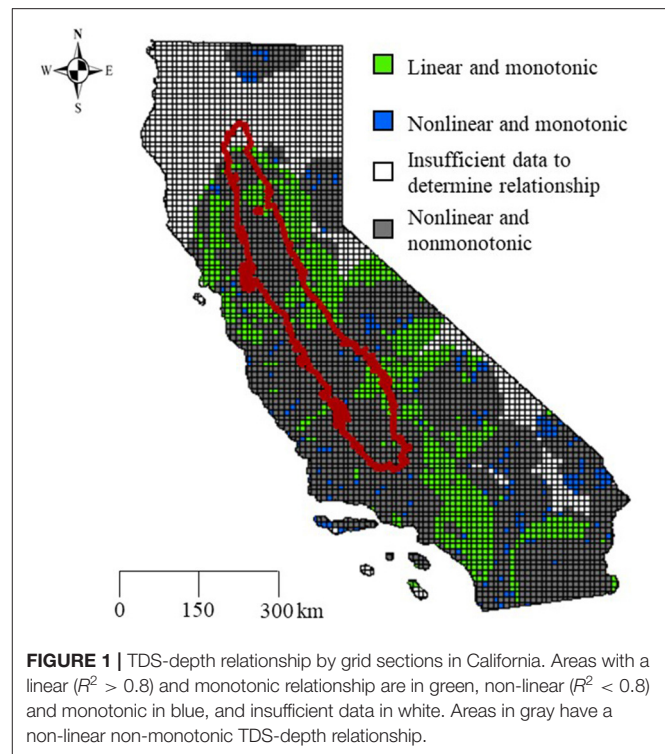 N
W E
S
Linear and monotonic
Nonlinear and monotonic
Insufficient data to
determine relationship
Nonlinear and
nonmonotonic
0 150 300 km
FIGURE 1 | TDS-depth relationship by grid sections in California. Areas with a
linear (R² > 0.8) and monotonic relationship are in green, non-linear (R² < 0.8)
and monotonic in blue, and insufficient data in white. Areas in gray have a
non-linear non-monotonic TDS-depth relationship.